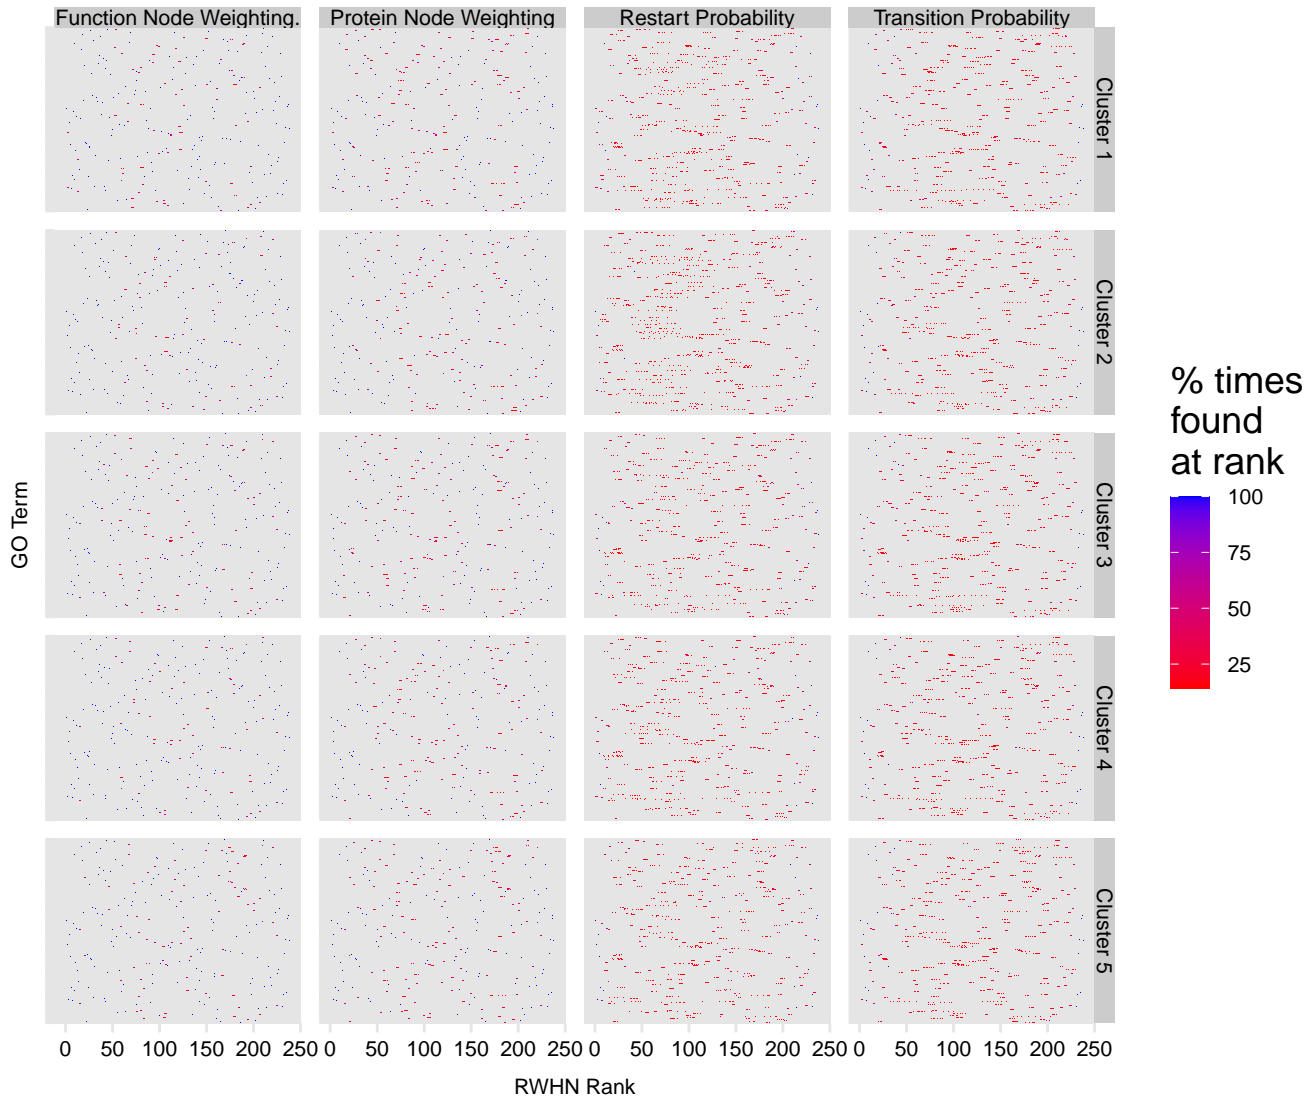 Function Node Weighting.
Protein Node Weighting
Restart Probability
Transition Probability
Cluster 1
Cluster 2
Cluster 3
Cluster 4
Cluster 5
GO Term
0 50 100 150 200 250
0 50 100 150 200 250
0 50 100 150 200 250
0 50 100 150 200 250
RWHN Rank
% times
found
at rank
100
75
50
25